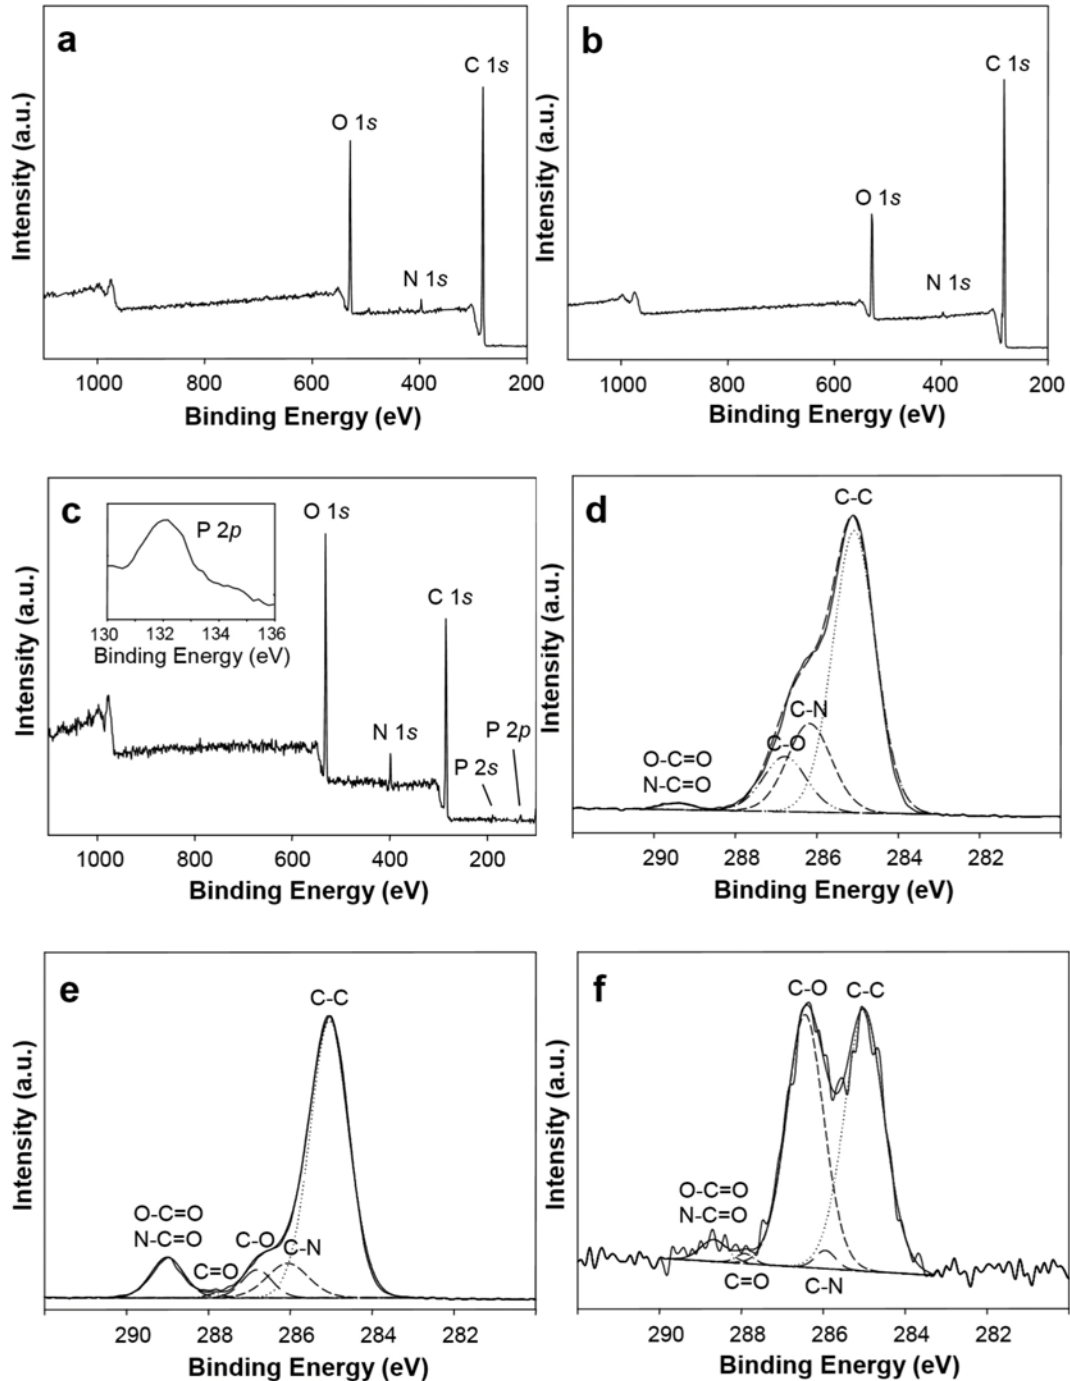 a
C 1s
O 1s
N 1s
Intensity (a.u.)
1000 800 600 400 200
Binding Energy (eV)
b
C 1s
O 1s
N 1s
Intensity (a.u.)
1000 800 600 400 200
Binding Energy (eV)
c
O 1s
P 2p
130 132 134 136
Binding Energy (eV)
C 1s
N 1s
P 2s
P 2p
Intensity (a.u.)
1000 800 600 400 200
Binding Energy (eV)
d
C-C
C-N
C-O
O-C=O
N-C=O
Intensity (a.u.)
290 288 286 284 282
Binding Energy (eV)
e
C-C
O-C=O
N-C=O
C-O
C-N
C=O
Intensity (a.u.)
290 288 286 284 282
Binding Energy (eV)
f
C-O
C-C
O-C=O
N-C=O
C=O
C-N
Intensity (a.u.)
290 288 286 284 282
Binding Energy (eV)